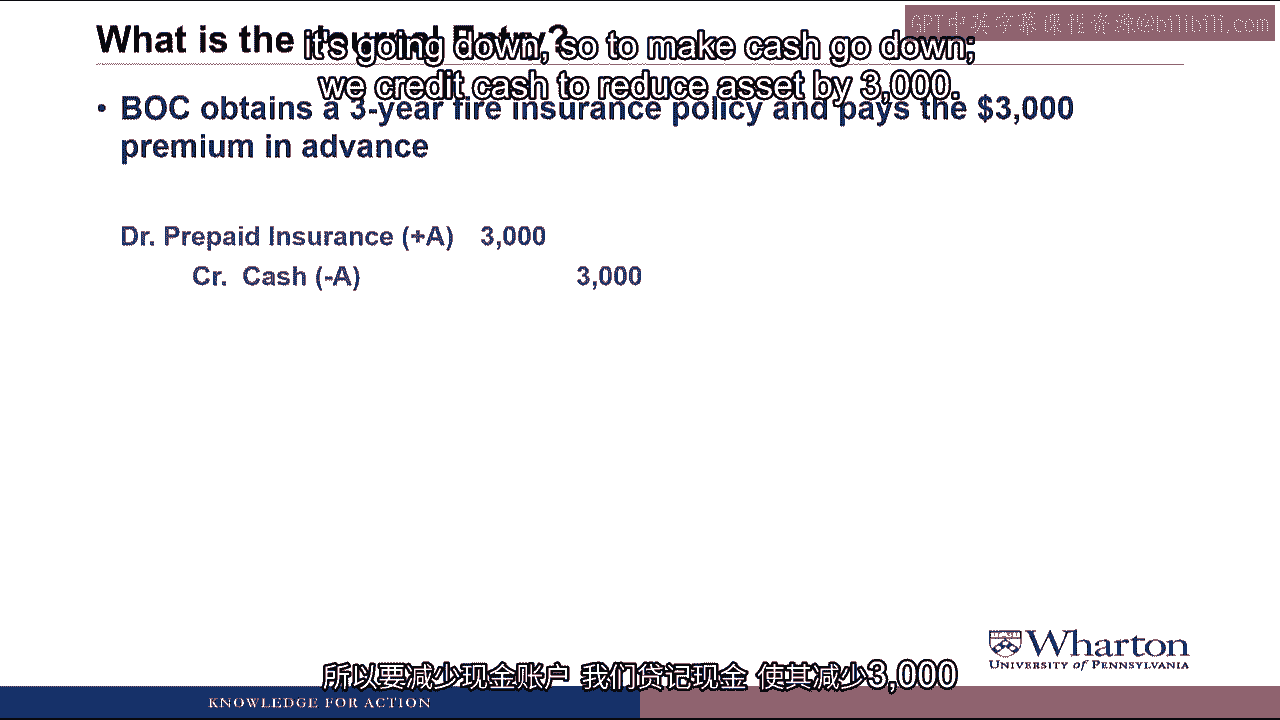 GPT中英字幕课程资源@bilibili.com
What is the Journal Entry?
it's going down, so to make cash go down;
we credit cash to reduce asset by 3,000.
• BOC obtains a 3-year fire insurance policy and pays the $3,000
premium in advance
Dr. Prepaid Insurance (+A) 3,000
Cr. Cash (-A) 3,000
Wharton
UNIVERSITY of PENNSYLVANIA
所以要减少现金账户 我们贷记现金 使其减少3,000
KNOWLEDGE FOR ACTION